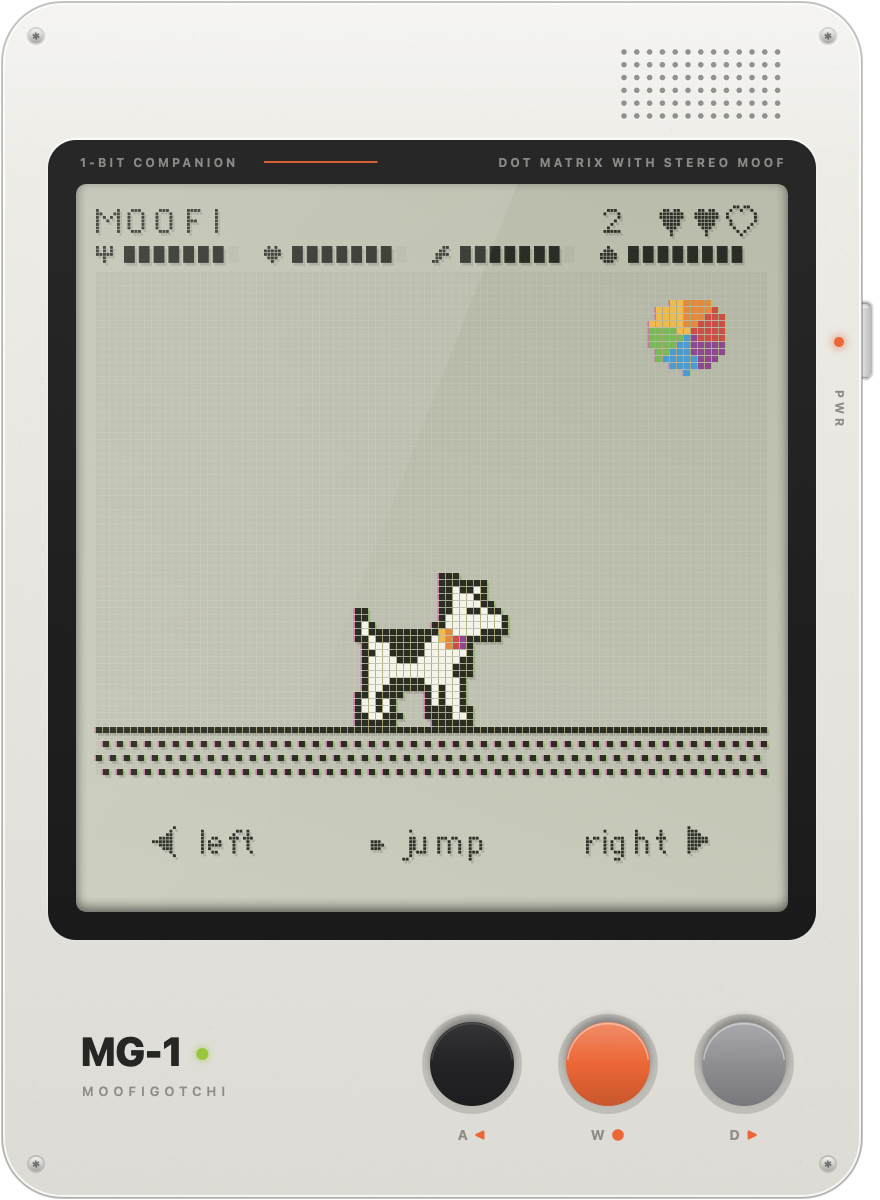 1-BIT COMPANION
DOT MATRIX WITH STEREO MOOF
MOOFI
2
PWR
left
jump
right
MG-1
MOOFIGOTCHI
A
W
D